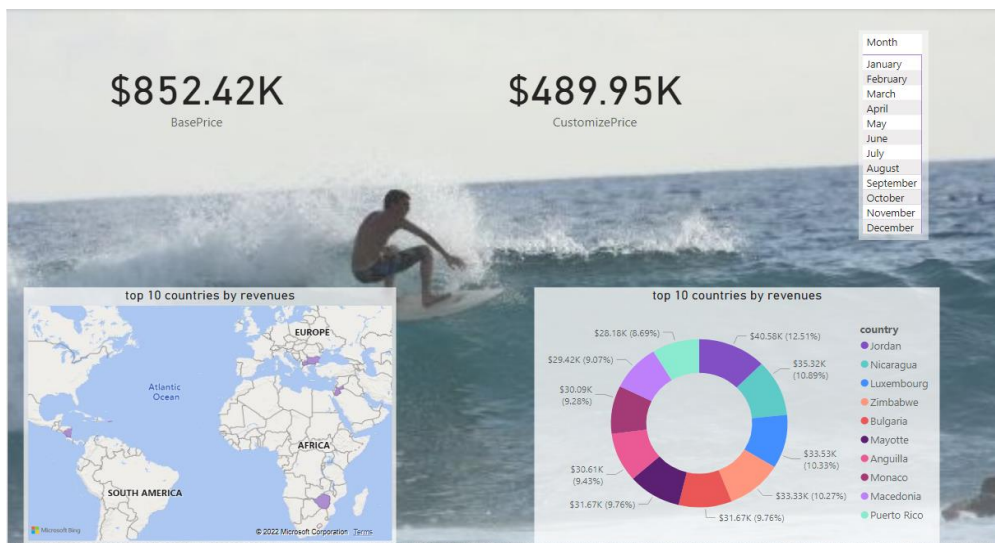 $852.42K
BasePrice
$489.95K
CustomizePrice
Month
January
February
March
April
May
June
July
August
September
October
November
December
top 10 countries by revenues
EUROPE
Atlantic
Ocean
AFRICA
SOUTH AMERICA
Microsoft Bing
© 2022 Microsoft Corporation Terms
top 10 countries by revenues
$28.18K (8.69%)
$40.58K (12.51%)
$29.42K (9.07%)
$35.32K
(10.89%)
$30.09K
(9.28%)
$33.53K
(10.33%)
$30.61K
(9.43%)
$33.33K (10.27%)
$31.67K (9.76%)
$31.67K (9.76%)
country
Jordan
Nicaragua
Luxembourg
Zimbabwe
Bulgaria
Mayotte
Anguilla
Monaco
Macedonia
Puerto Rico